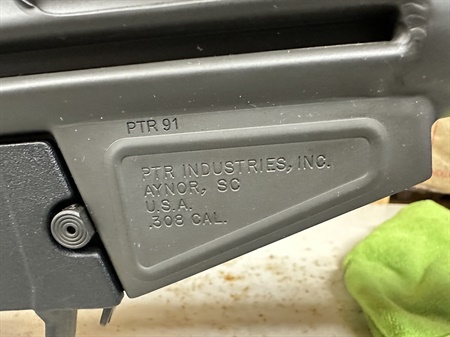 PTR 91
PTR INDUSTRIES, INC.
AYNOR, SC
U.S.A.
.308 CAL.